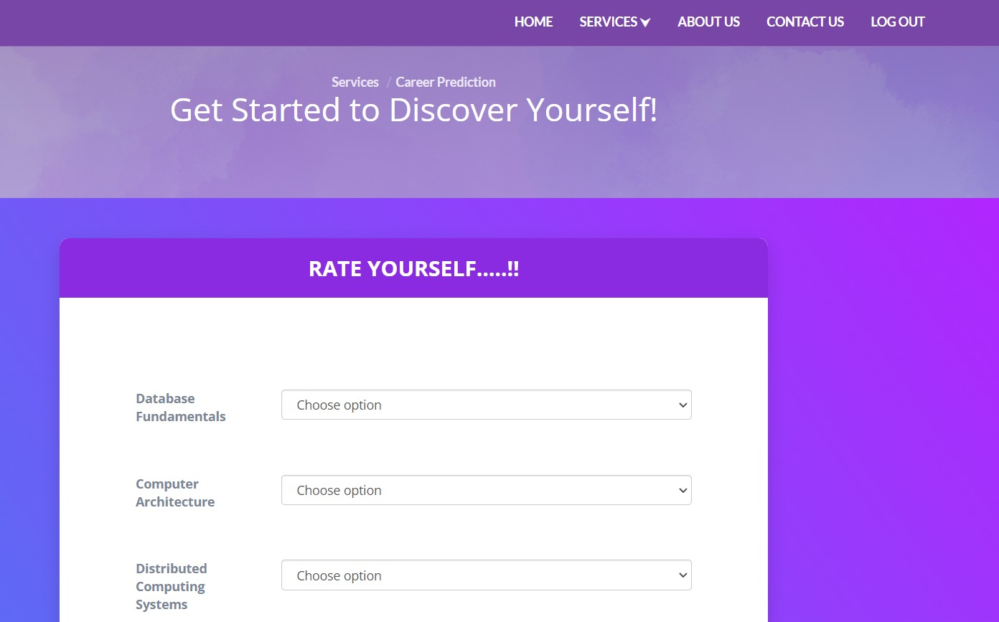 HOME SERVICES ABOUT US CONTACT US LOG OUT
Services / Career Prediction
Get Started to Discover Yourself!
RATE YOURSELF.....!!
Database
Fundamentals
Choose option
Computer
Architecture
Choose option
Distributed
Computing
Systems
Choose option